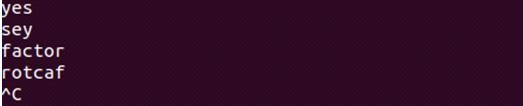 yes
sey
factor
rotcaf
^C